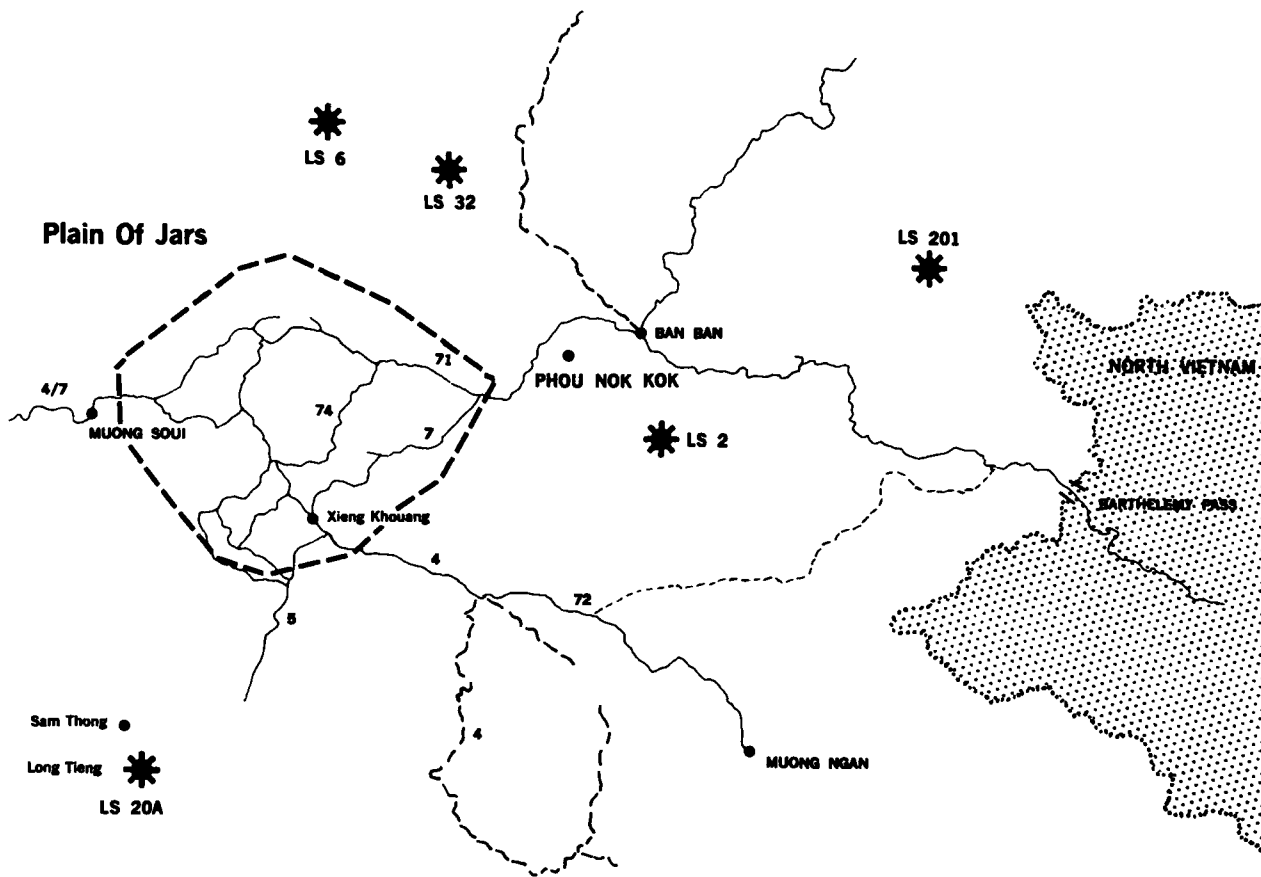 LS 6
LS 32
Plain Of Jars
LS 201
BAN BAN
71
PHOU NOK KOK
NORTH VIETNAM
4/7
74
MUONG SOUI
7
LS 2
Xieng Khouang
BARTHELEMY PASS
4
72
5
Sam Thong
4
Long Tieng
MUONG NGAN
LS 20A